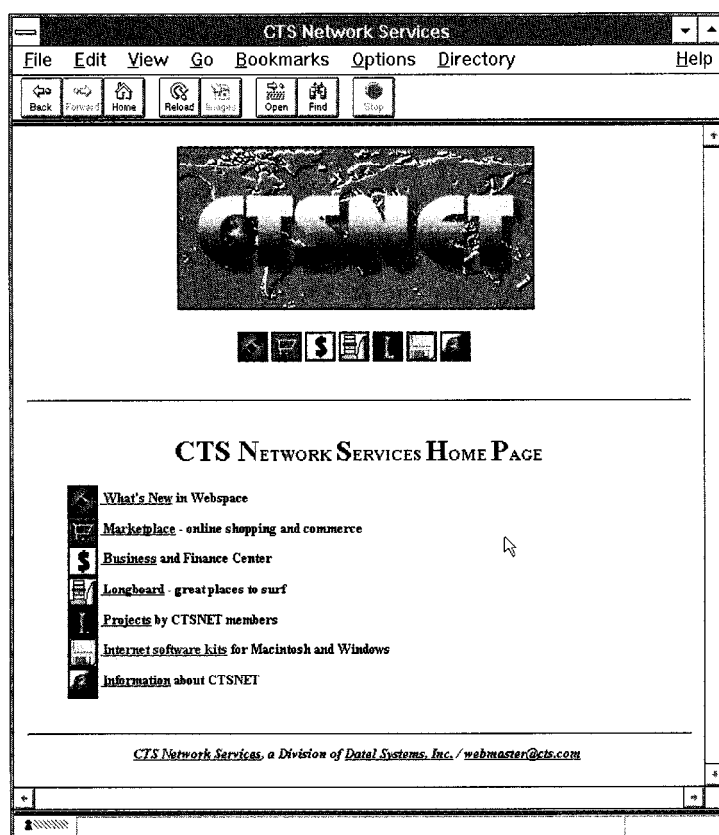 CTS Network Services
File Edit View Go Bookmarks Options Directory Help
Back Forward Home Reload Images Open Find Stop
CTSNET
$
CTS NETWORK SERVICES HOME PAGE
What's New in Webspace
Marketplace - online shopping and commerce
$ Business and Finance Center
Longboard - great places to surf
Projects by CTSNET members
Internet software kits for Macintosh and Windows
Information about CTSNET
CTS Network Services, a Division of Datel Systems, Inc. / webmaster@cts.com